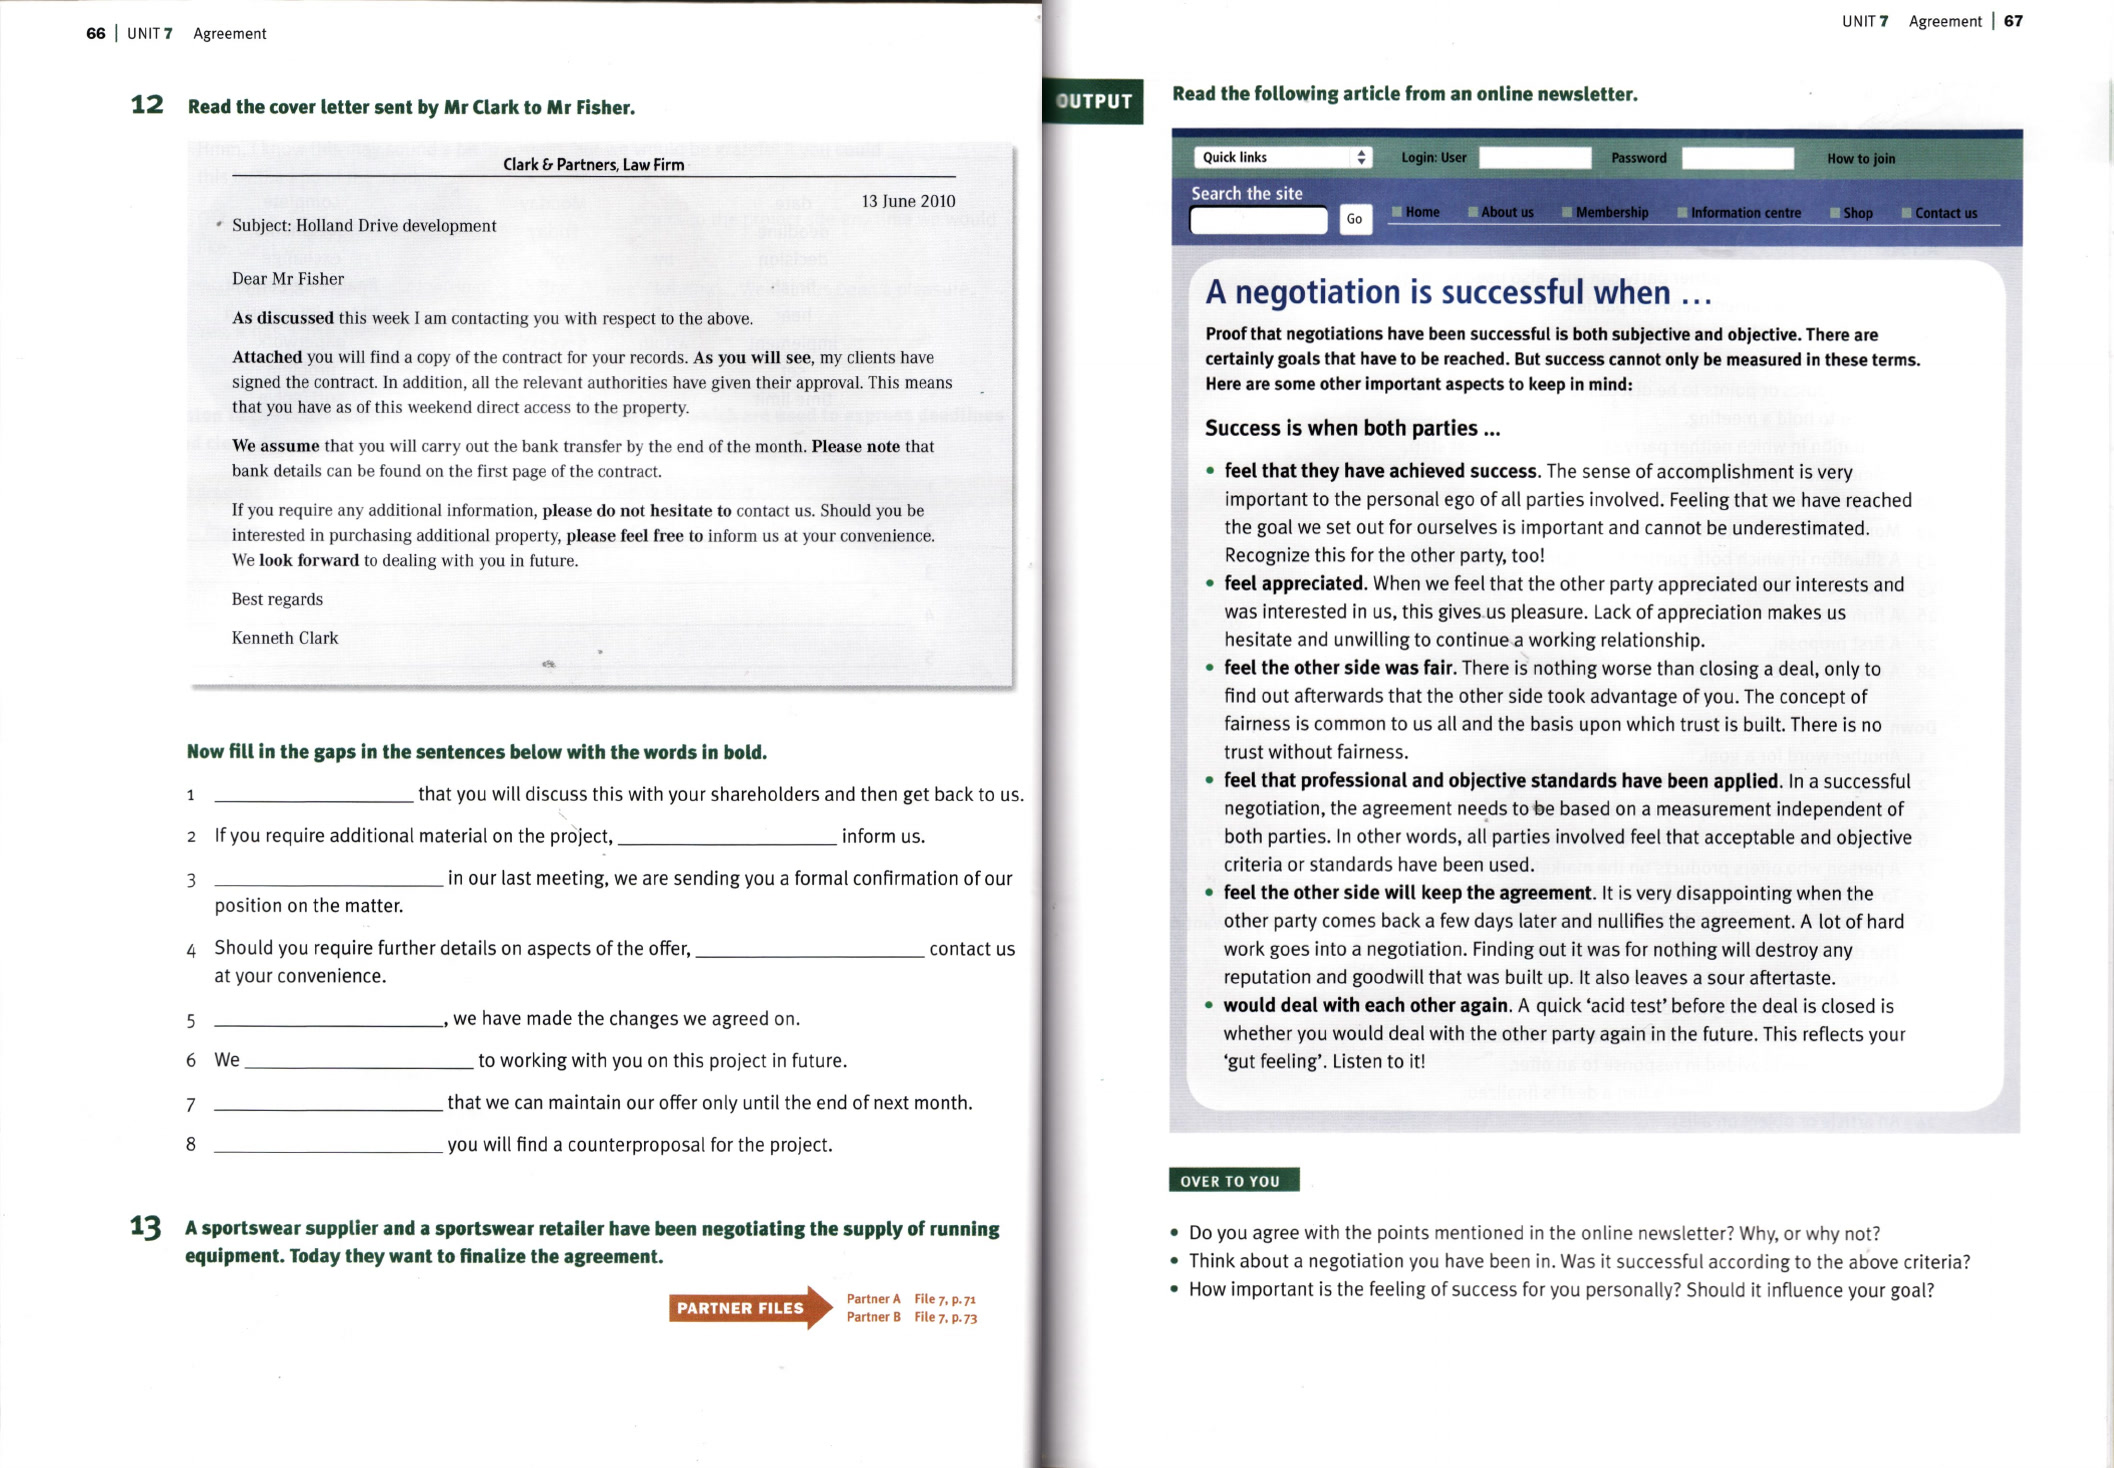 66 | UNIT 7 Agreement
12 Read the cover letter sent by Mr Clark to Mr Fisher.
Clark & Partners, Law Firm
13 June 2010
Subject: Holland Drive development
Dear Mr Fisher
As discussed this week I am contacting you with respect to the above.
Attached you will find a copy of the contract for your records. As you will see, my clients have
signed the contract. In addition, all the relevant authorities have given their approval. This means
that you have as of this weekend direct access to the property.
We assume that you will carry out the bank transfer by the end of the month. Please note that
bank details can be found on the first page of the contract.
If you require any additional information, please do not hesitate to contact us. Should you be
interested in purchasing additional property, please feel free to inform us at your convenience.
We look forward to dealing with you in future.
Best regards
Kenneth Clark
Now fill in the gaps in the sentences below with the words in bold.
1 ____________________ that you will discuss this with your shareholders and then get back to us.
2 If you require additional material on the project, ____________________ inform us.
3 ____________________ in our last meeting, we are sending you a formal confirmation of our
position on the matter.
4 Should you require further details on aspects of the offer, ____________________ contact us
at your convenience.
5 ____________________, we have made the changes we agreed on.
6 We ____________________ to working with you on this project in future.
7 ____________________ that we can maintain our offer only until the end of next month.
8 ____________________ you will find a counterproposal for the project.
13 A sportswear supplier and a sportswear retailer have been negotiating the supply of running
equipment. Today they want to finalize the agreement.
PARTNER FILES
Partner A File 7, p.71
Partner B File 7, p.73
UNIT 7 Agreement | 67
OUTPUT
Read the following article from an online newsletter.
Quick links Login: User Password How to join
Search the site
Go Home About us Membership Information centre Shop Contact us
A negotiation is successful when ...
Proof that negotiations have been successful is both subjective and objective. There are
certainly goals that have to be reached. But success cannot only be measured in these terms.
Here are some other important aspects to keep in mind:
Success is when both parties ...
• feel that they have achieved success. The sense of accomplishment is very
important to the personal ego of all parties involved. Feeling that we have reached
the goal we set out for ourselves is important and cannot be underestimated.
Recognize this for the other party, too!
• feel appreciated. When we feel that the other party appreciated our interests and
was interested in us, this gives us pleasure. Lack of appreciation makes us
hesitate and unwilling to continue a working relationship.
• feel the other side was fair. There is nothing worse than closing a deal, only to
find out afterwards that the other side took advantage of you. The concept of
fairness is common to us all and the basis upon which trust is built. There is no
trust without fairness.
• feel that professional and objective standards have been applied. In a successful
negotiation, the agreement needs to be based on a measurement independent of
both parties. In other words, all parties involved feel that acceptable and objective
criteria or standards have been used.
• feel the other side will keep the agreement. It is very disappointing when the
other party comes back a few days later and nullifies the agreement. A lot of hard
work goes into a negotiation. Finding out it was for nothing will destroy any
reputation and goodwill that was built up. It also leaves a sour aftertaste.
• would deal with each other again. A quick ‘acid test’ before the deal is closed is
whether you would deal with the other party again in the future. This reflects your
‘gut feeling’. Listen to it!
OVER TO YOU
• Do you agree with the points mentioned in the online newsletter? Why, or why not?
• Think about a negotiation you have been in. Was it successful according to the above criteria?
• How important is the feeling of success for you personally? Should it influence your goal?